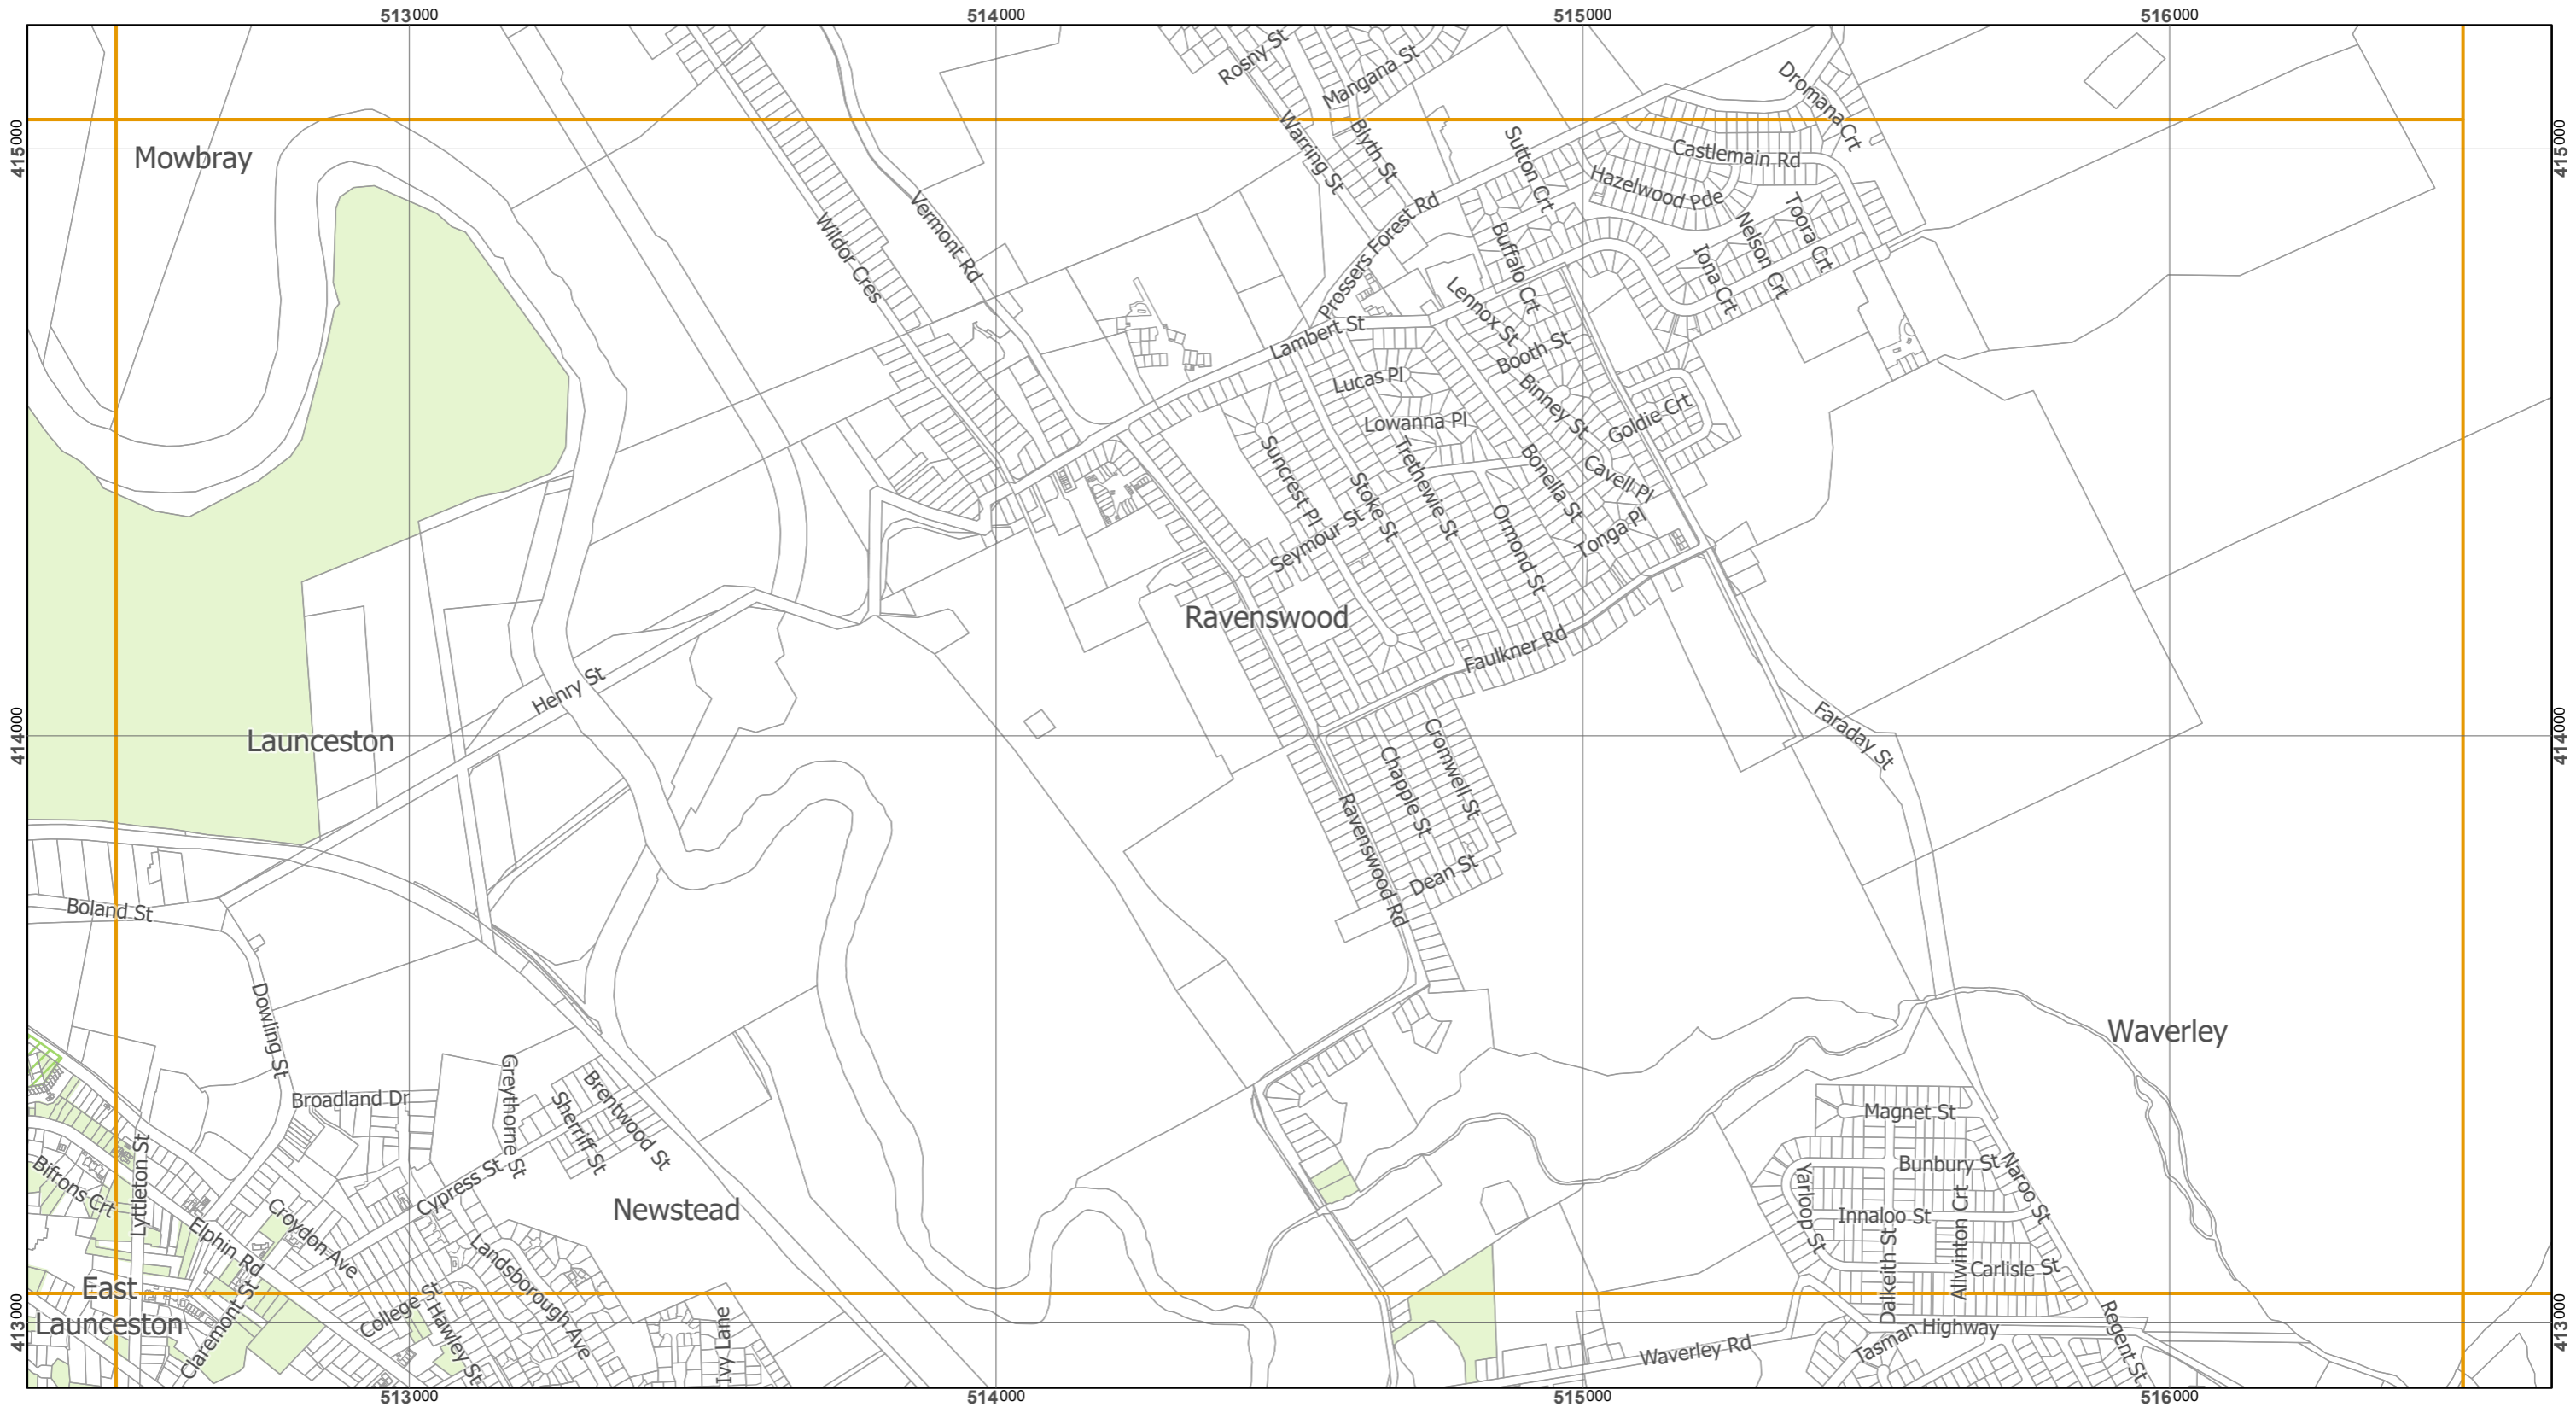 513000
514000
515000
516000
415000
415000
Rosny St
Mangana St
Dromana Crt
Mowbray
Warring St
Blyth St
Sutton Crt
Castlemain Rd
Hazelwood Pde
Vermont Rd
Wildor Cres
Prossers Forest Rd
Buffalo Crt
Nelson Crt
Toora Crt
Iona Crt
Lennox St
Lambert St
Booth St
Lucas Pl
Binney St
Goldie Crt
Lowanna Pl
Suncrest Pl
Trethewie St
Stoke St
Bonella St
Cavell Pl
Seymour St
Ormond St
Tonga Pl
Ravenswood
Faulkner Rd
Henry St
414000
414000
Launceston
Faraday St
Cromwell St
Chapple St
Ravenswood Rd
Dean St
Boland St
Dowling St
Waverley
Broadland Dr
Greythorne St
Brentwood St
Sherriff St
Magnet St
Bifrons Crt
Lyttleton St
Cypress St
Bunbury St
Naroo St
Yarloop St
Newstead
Croydon Ave
Elphin Rd
Innaloo St
Allwinton Crt
Dalkeith St
Landsborough Ave
Carlisle St
East
Launceston
Claremont St
College St
Hawley St
Ivy Lane
413000
413000
Tasman Highway
Waverley Rd
Regent St
513000
514000
515000
516000